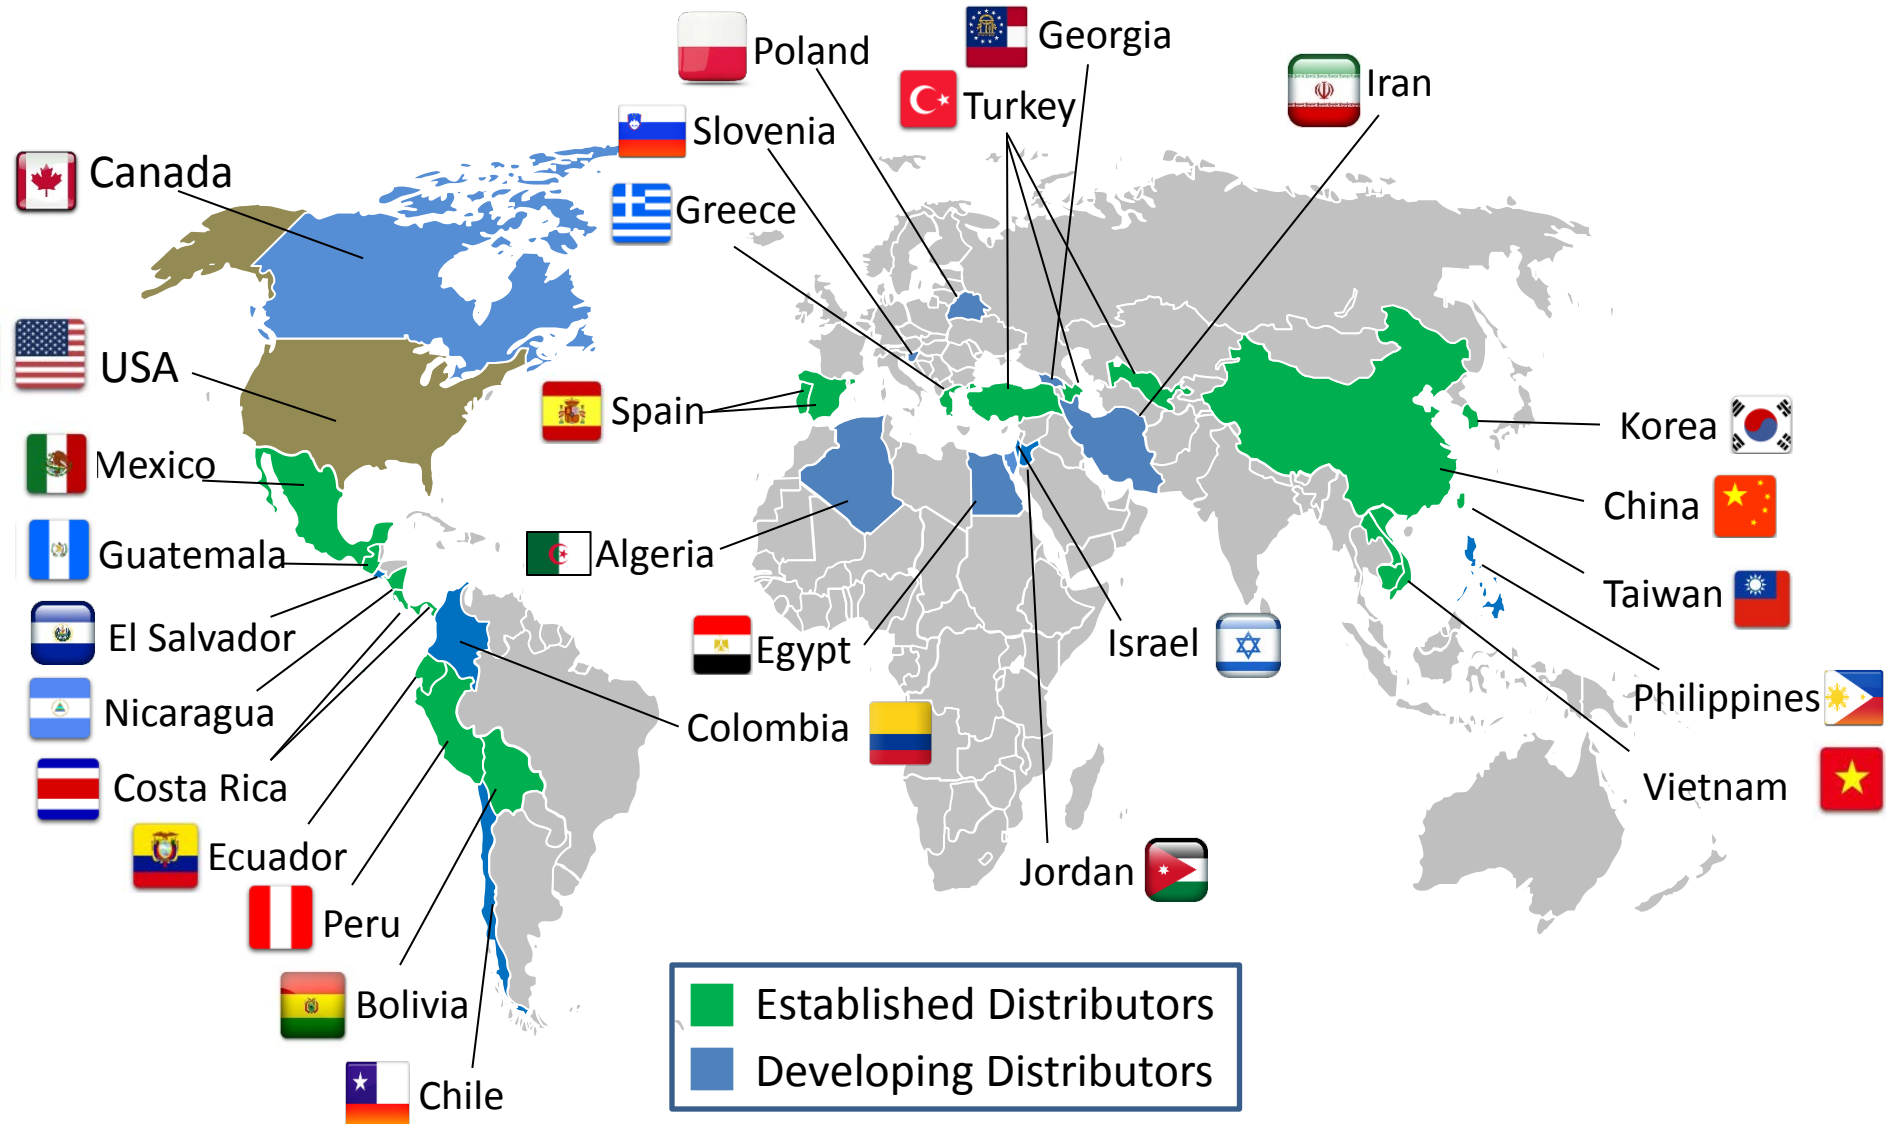 Poland
Georgia
Iran
Turkey
Slovenia
Canada
Greece
USA
Spain
Korea
Mexico
China
Guatemala
Algeria
Taiwan
El Salvador
Egypt
Israel
Philippines
Nicaragua
Colombia
Costa Rica
Vietnam
Ecuador
Jordan
Peru
Bolivia
Chile
Established Distributors
Developing Distributors